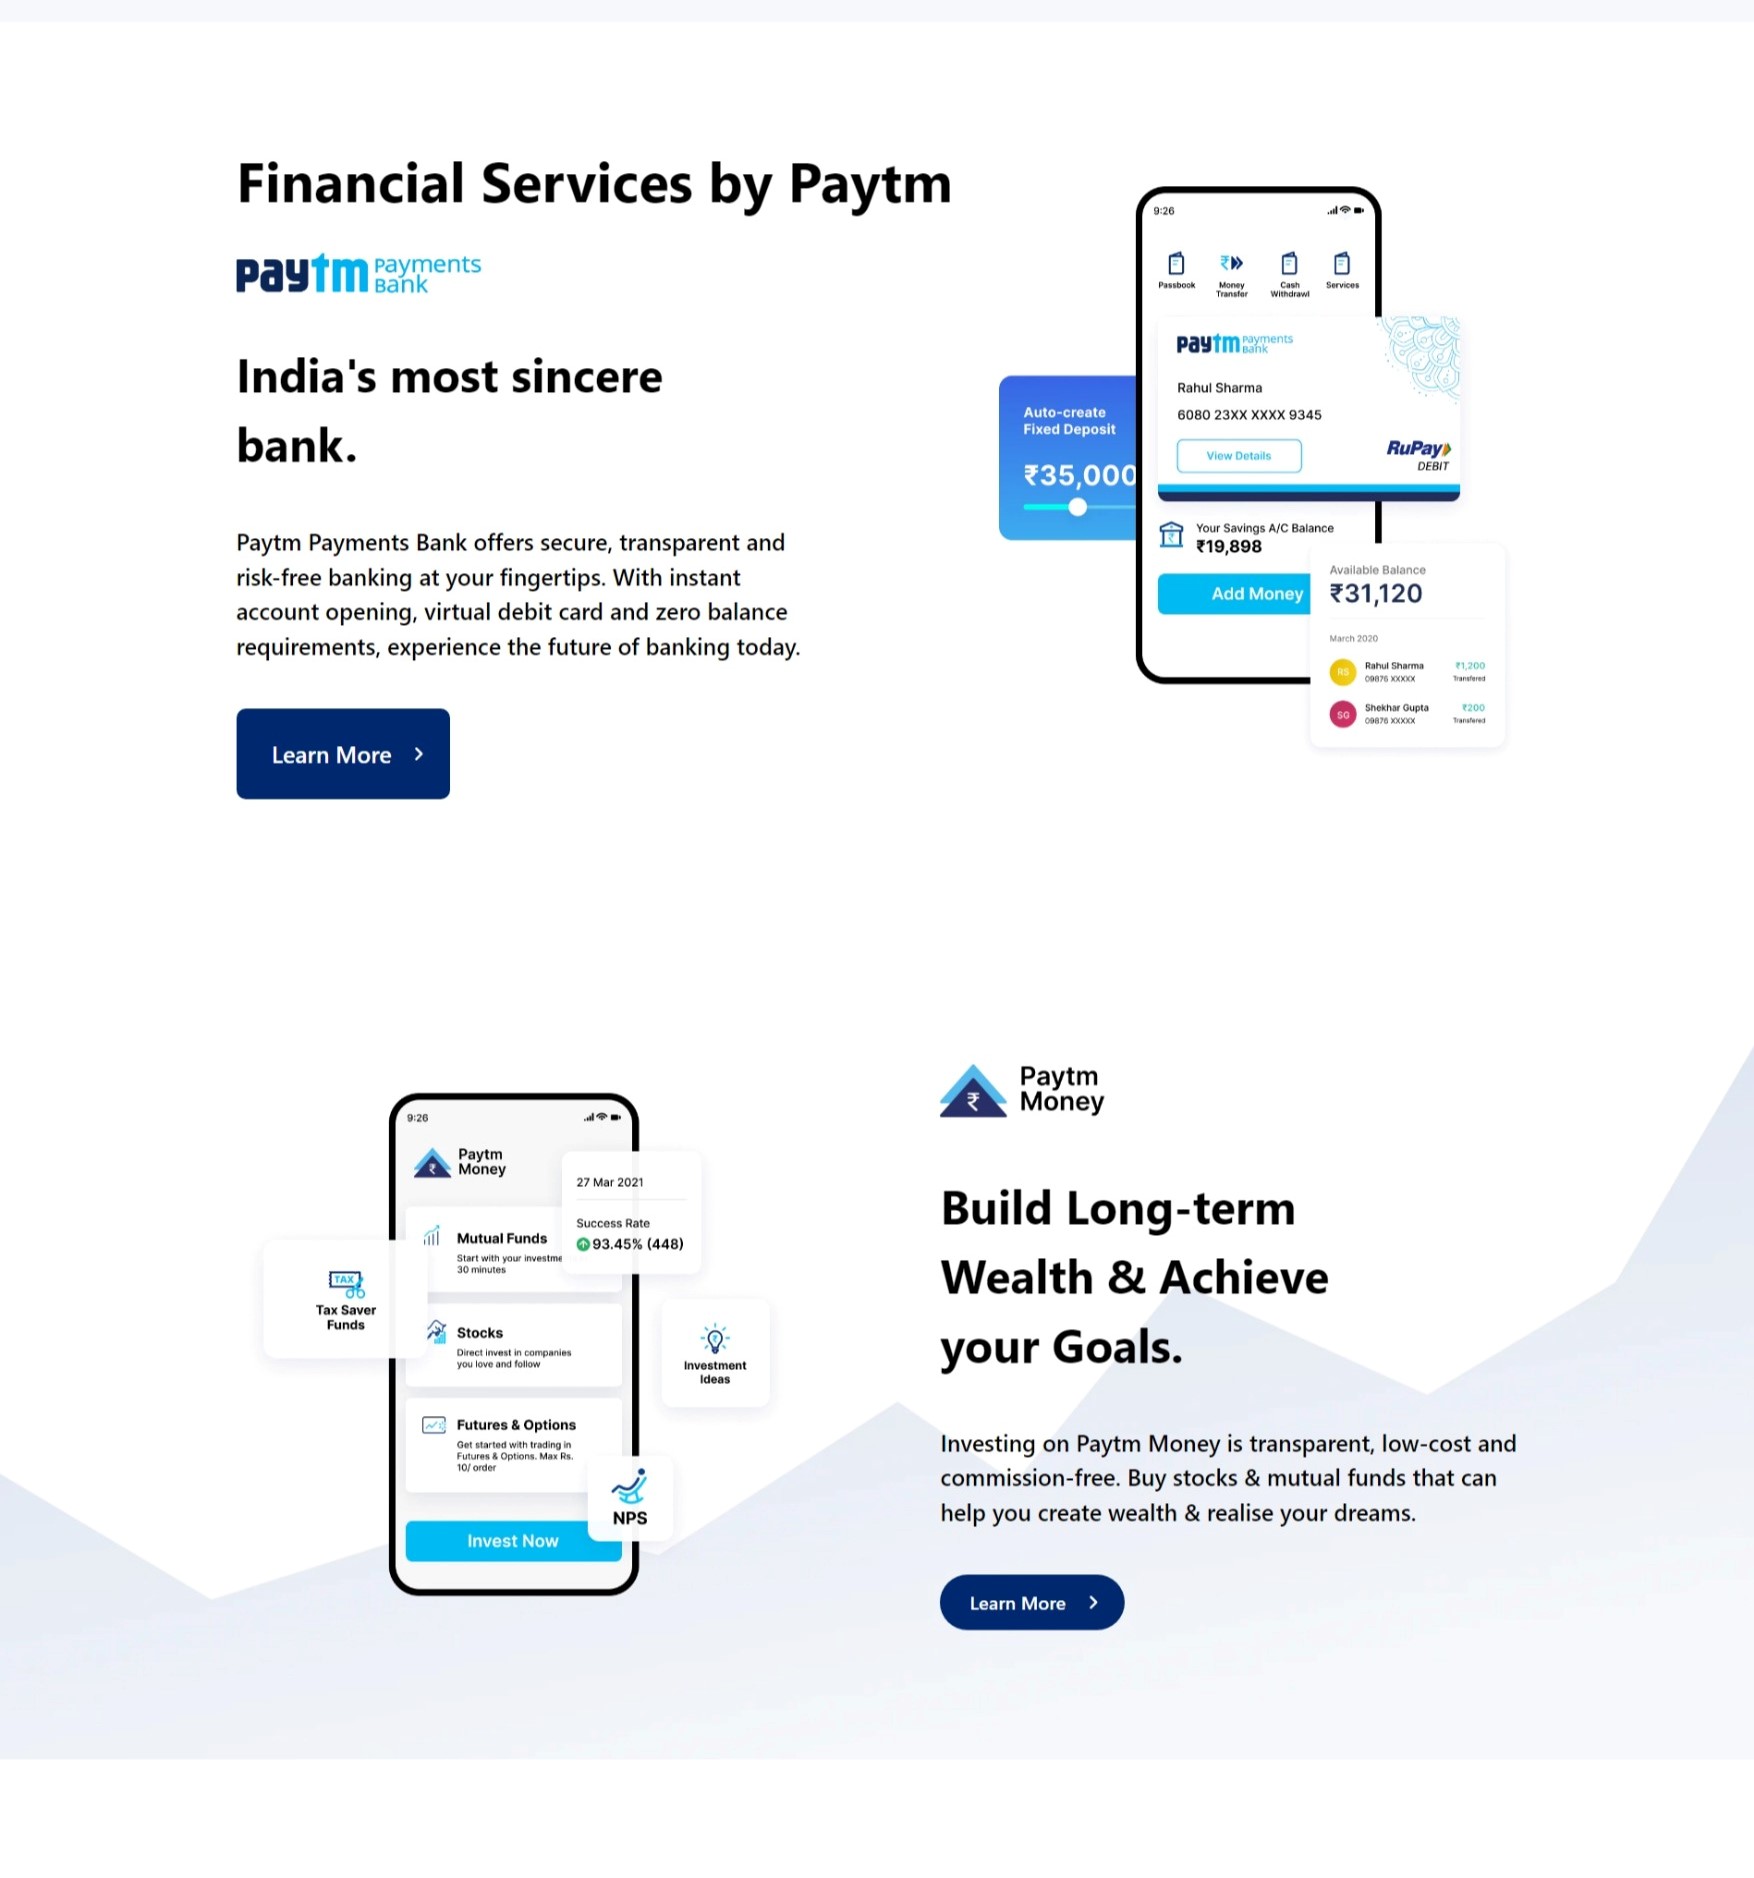 Financial Services by Paytm
paytm Payments
Bank
India's most sincere
bank.
Paytm Payments Bank offers secure, transparent and
risk-free banking at your fingertips. With instant
account opening, virtual debit card and zero balance
requirements, experience the future of banking today.
Learn More
9:26
Passbook
Money
Transfer
Cash
Withdrawl
Services
paytm Payments
Bank
Rahul Sharma
6080 23XX XXXX 9345
View Details
RuPay
DEBIT
Auto-create
Fixed Deposit
₹35,000
Your Savings A/C Balance
₹19,898
Add Money
Available Balance
₹31,120
March 2020
RS
Rahul Sharma
₹1,200
09876 XXXXX
Transfered
SG
Shekhar Gupta
₹200
09876 XXXXX
Transfered
9:26
Paytm
Money
27 Mar 2021
Success Rate
93.45% (448)
Mutual Funds
Start with your investme
30 minutes
TAX
Tax Saver
Funds
Stocks
Direct invest in companies
you love and follow
Investment
Ideas
Futures & Options
Get started with trading in
Futures & Options. Max Rs.
10/ order
NPS
Invest Now
₹
Paytm
Money
Build Long-term
Wealth & Achieve
your Goals.
Investing on Paytm Money is transparent, low-cost and
commission-free. Buy stocks & mutual funds that can
help you create wealth & realise your dreams.
Learn More